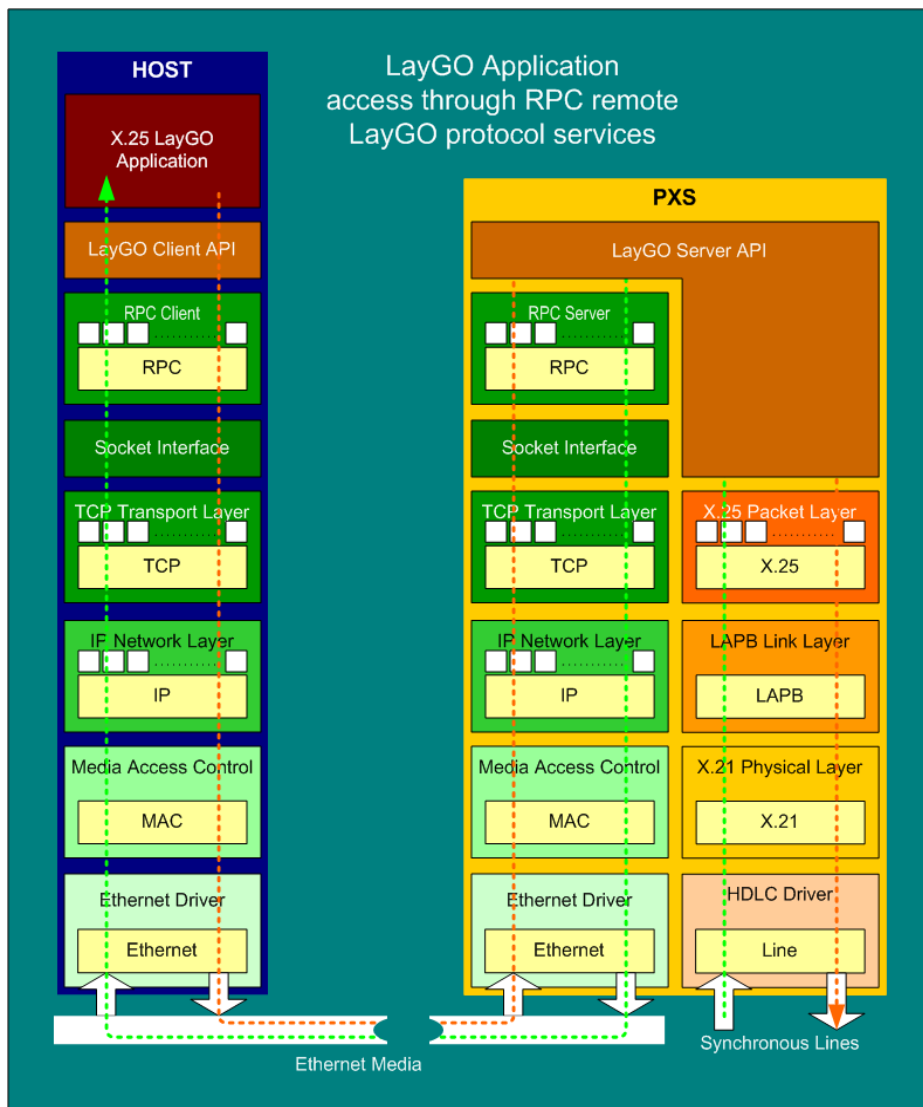 LayGO Application
access through RPC remote
LayGO protocol services
HOST
X.25 LayGO
Application
LayGO Client API
RPC Client
RPC
Socket Interface
TCP Transport Layer
TCP
IP Network Layer
IP
Media Access Control
MAC
Ethernet Driver
Ethernet
PXS
LayGO Server API
RPC Server
RPC
Socket Interface
TCP Transport Layer
TCP
IP Network Layer
IP
Media Access Control
MAC
Ethernet Driver
Ethernet
X.25 Packet Layer
X.25
LAPB Link Layer
LAPB
X.21 Physical Layer
X.21
HDLC Driver
Line
Ethernet Media
Synchronous Lines